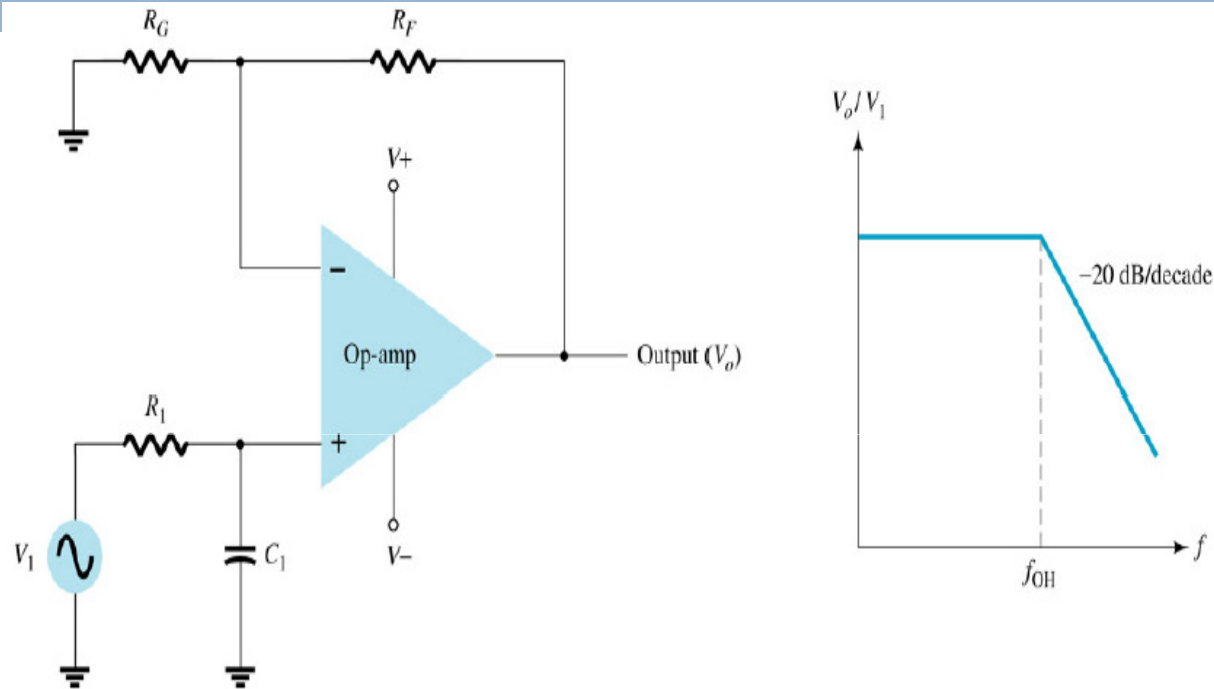 R_G
R_F
V_o/V_1
V+
−20 dB/decade
−
Op-amp
Output (V_o)
R_1
+
V_1
C_1
V−
f
f_OH